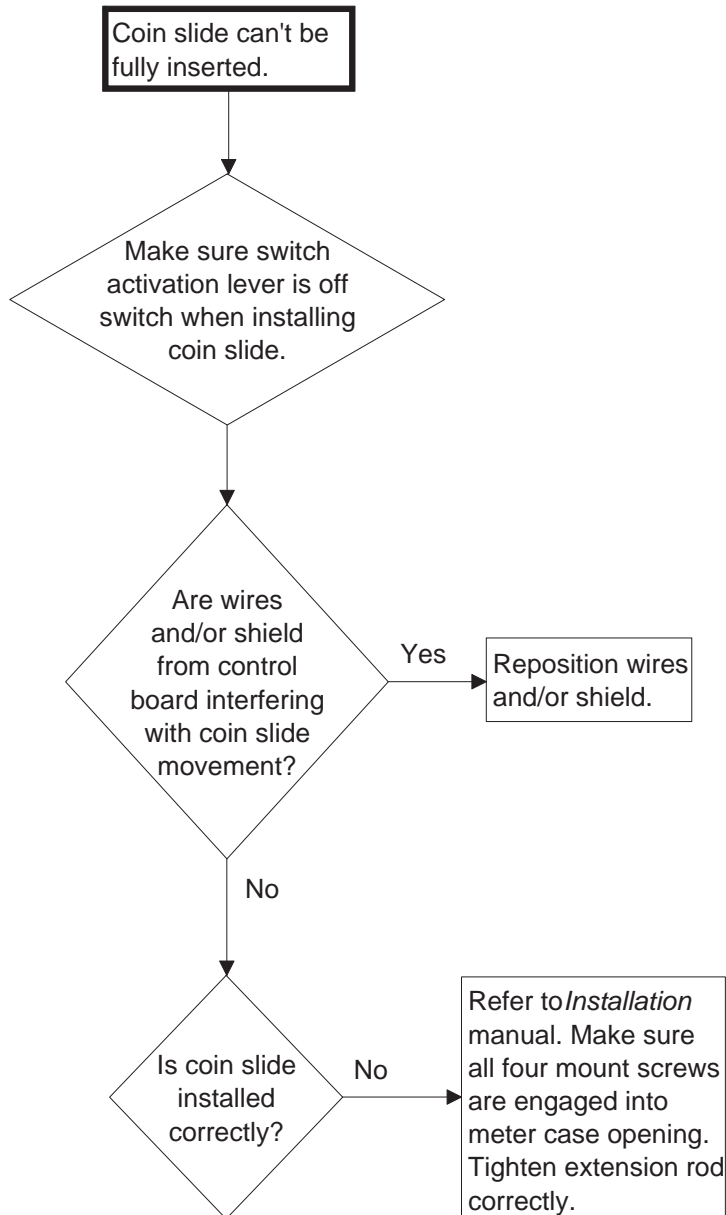 Coin slide can't be
fully inserted.
Make sure switch
activation lever is off
switch when installing
coin slide.
Are wires
and/or shield
from control
board interfering
with coin slide
movement?
Yes
Reposition wires
and/or shield.
No
Is coin slide
installed
correctly?
No
Refer to Installation
manual. Make sure
all four mount screws
are engaged into
meter case opening.
Tighten extension rod
correctly.